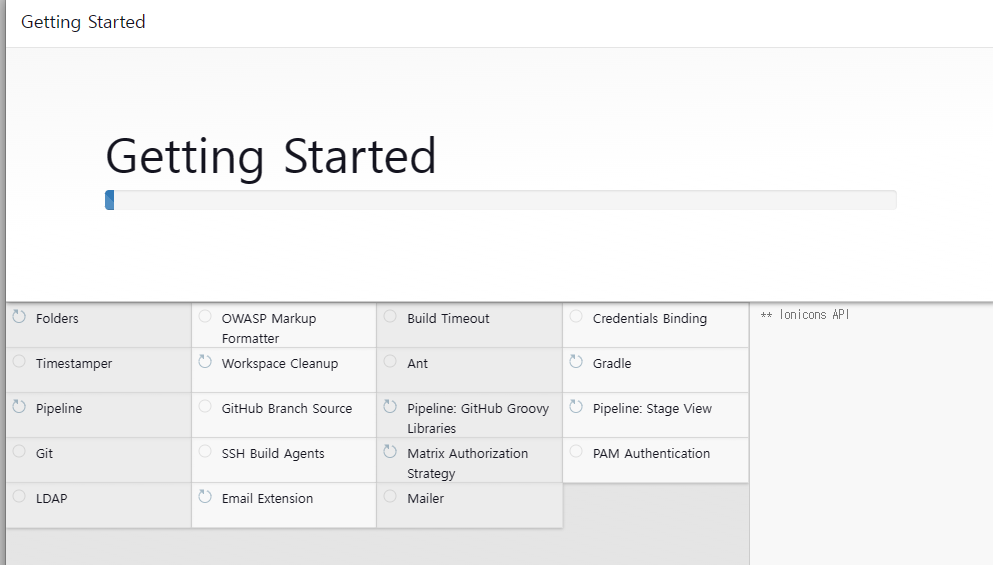 Getting Started
Getting Started
Folders
OWASP Markup
Formatter
Build Timeout
Credentials Binding
** Ionicons API
Timestamper
Workspace Cleanup
Ant
Gradle
Pipeline
GitHub Branch Source
Pipeline: GitHub Groovy
Libraries
Pipeline: Stage View
Git
SSH Build Agents
Matrix Authorization
Strategy
PAM Authentication
LDAP
Email Extension
Mailer